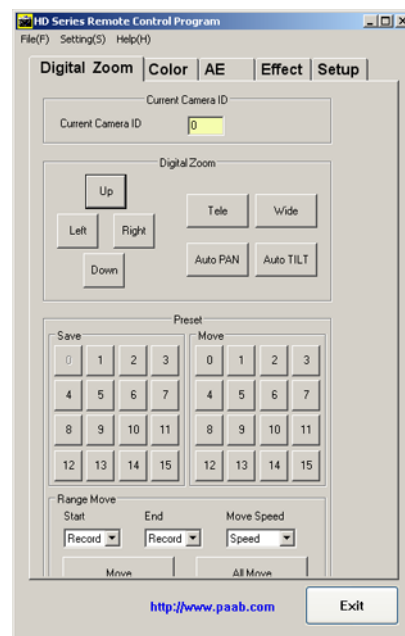 HD Series Remote Control Program
File(F) Setting(S) Help(H)
Digital Zoom Color AE Effect Setup
Current Camera ID
Current Camera ID 0
Digital Zoom
Up
Tele Wide
Left Right
Auto PAN Auto TILT
Down
Preset
Save Move
0 1 2 3 0 1 2 3
4 5 6 7 4 5 6 7
8 9 10 11 8 9 10 11
12 13 14 15 12 13 14 15
Range Move
Start End Move Speed
Record Record Speed
Move All Move
http://www.paab.com Exit